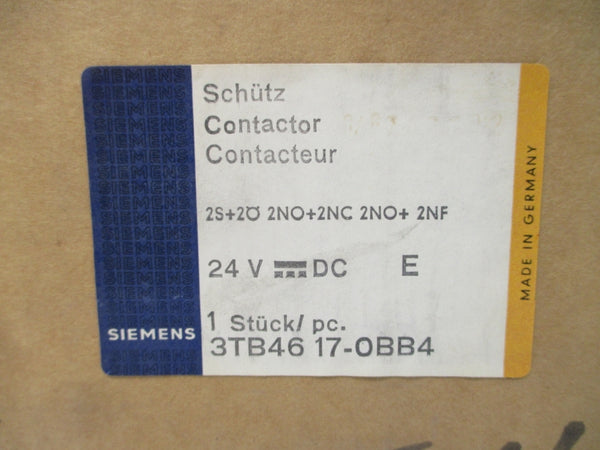 SIEMENS
Schütz
Contactor
Contacteur
2S+2Ö 2NO+2NC 2NO+ 2NF
24 V DC E
1 Stück/ pc.
3TB46 17-0BB4
SIEMENS
MADE IN GERMANY